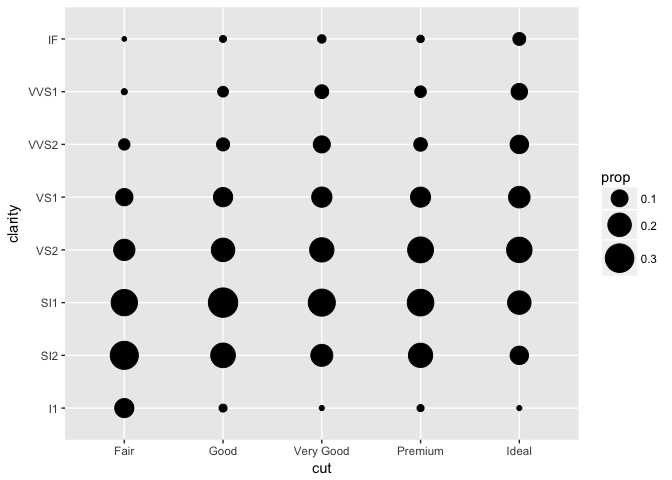 IF
VVS1
VVS2
VS1
VS2
SI1
SI2
I1
clarity
Fair Good Very Good Premium Ideal
cut
prop
0.1
0.2
0.3